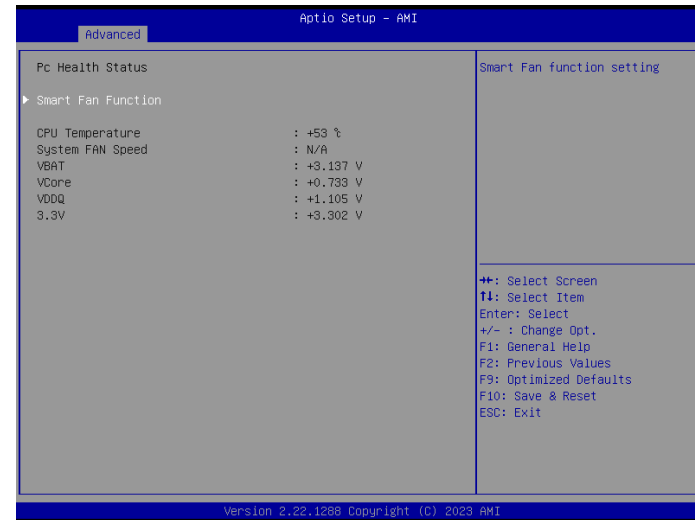 Aptio Setup - AMI
Advanced
Pc Health Status
Smart Fan Function
CPU Temperature : +53 ℃
System FAN Speed : N/A
VBAT : +3.137 V
VCore : +0.733 V
VDDQ : +1.105 V
3.3V : +3.302 V
Smart Fan function setting
→←: Select Screen
↑↓: Select Item
Enter: Select
+/- : Change Opt.
F1: General Help
F2: Previous Values
F9: Optimized Defaults
F10: Save & Reset
ESC: Exit
Version 2.22.1288 Copyright (C) 2023 AMI